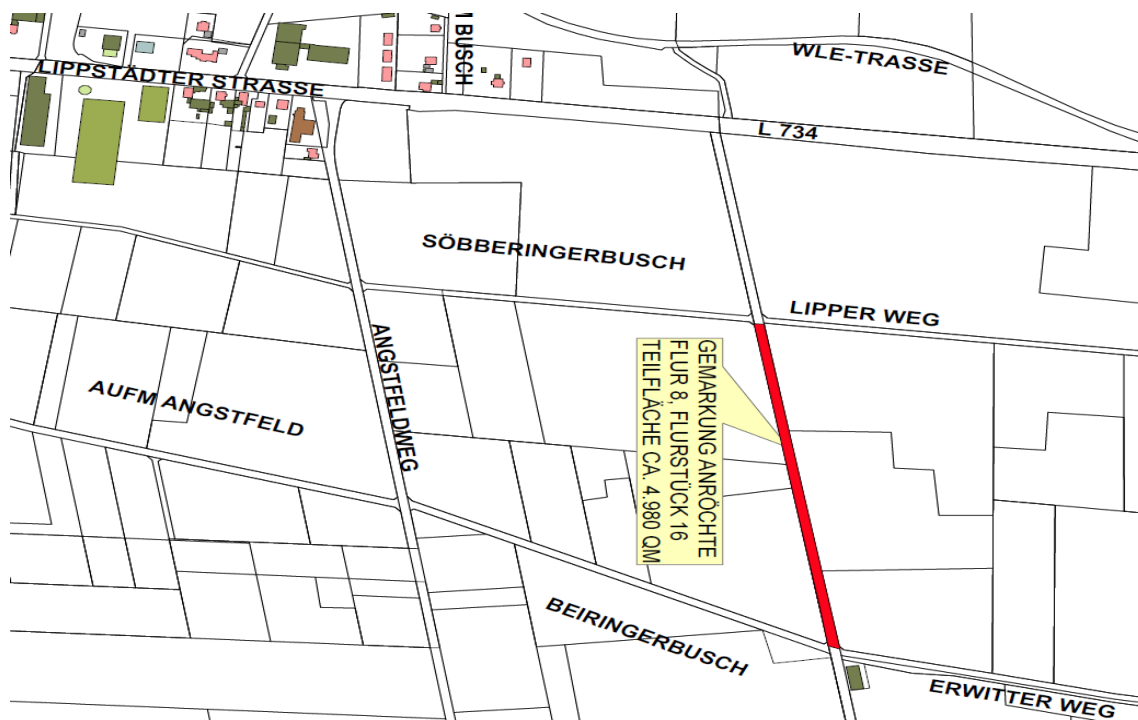 M BUSCH
WLE-TRASSE
LIPPSTÄDTER STRASSE
L 734
SÖBBERINGERBUSCH
LIPPER WEG
ANGSTFELDWEG
GEMARKUNG ANRÖCHTE
FLUR 8, FLURSTÜCK 16
TEILFLÄCHE CA. 4.980 QM
AUFM ANGSTFELD
BEIRINGERBUSCH
ERWITTER WEG